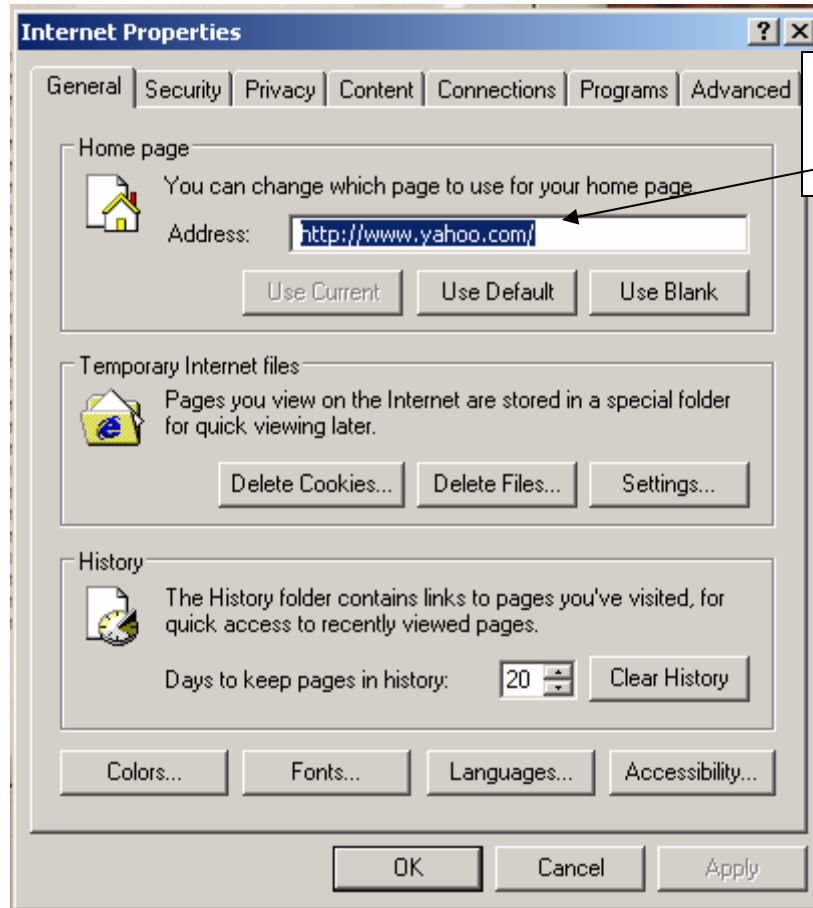 Internet Properties
General Security Privacy Content Connections Programs Advanced
Home page
You can change which page to use for your home page.
Address: http://www.yahoo.com/
Use Current Use Default Use Blank
Temporary Internet files
Pages you view on the Internet are stored in a special folder
for quick viewing later.
Delete Cookies... Delete Files... Settings...
History
The History folder contains links to pages you've visited, for
quick access to recently viewed pages.
Days to keep pages in history: 20 Clear History
Colors... Fonts... Languages... Accessibility...
OK Cancel Apply